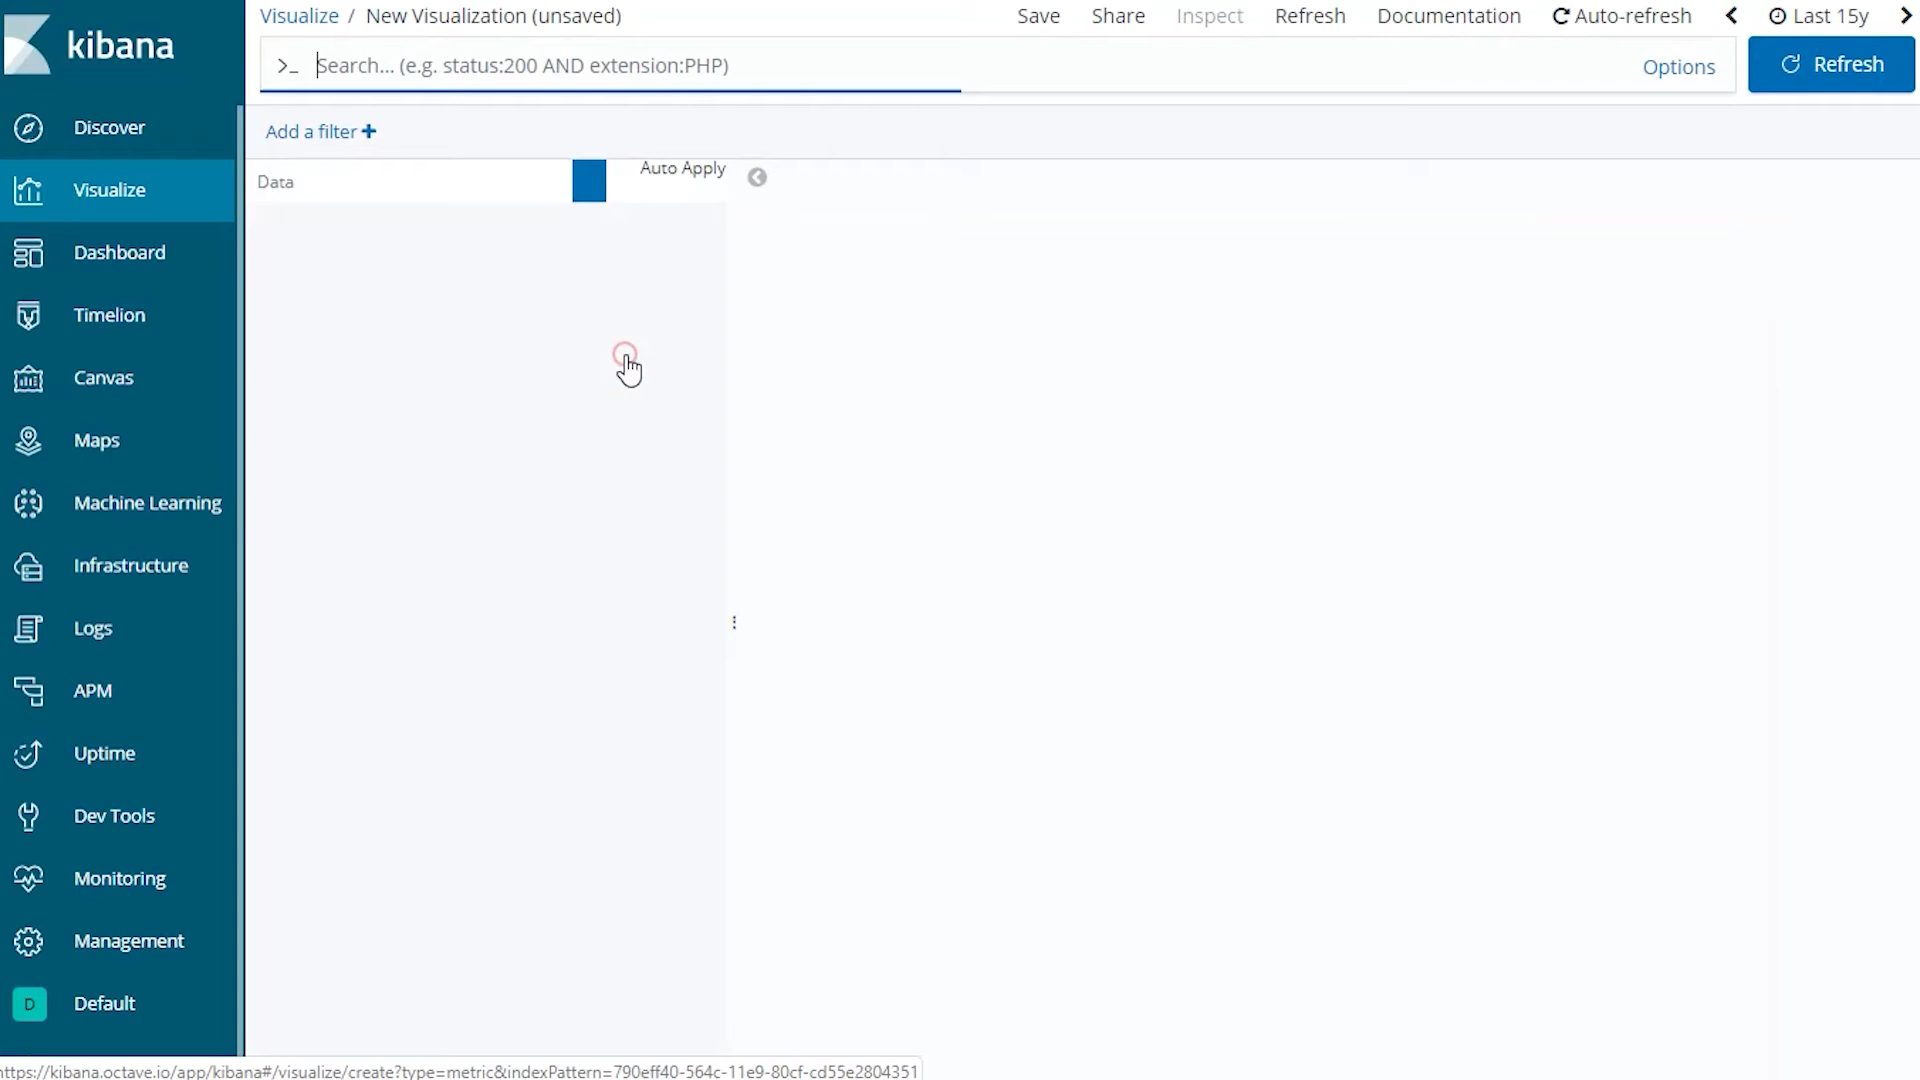 kibana
Visualize / New Visualization (unsaved)
Save Share Inspect Refresh Documentation Auto-refresh Last 15y
>_ Search... (e.g. status:200 AND extension:PHP)
Options
Refresh
Add a filter
Data
Auto Apply
Discover
Visualize
Dashboard
Timelion
Canvas
Maps
Machine Learning
Infrastructure
Logs
APM
Uptime
Dev Tools
Monitoring
Management
D Default
https://kibana.octave.io/app/kibana#/visualize/create?type=metric&indexPattern=790eff40-564c-11e9-80cf-cd55e2804351